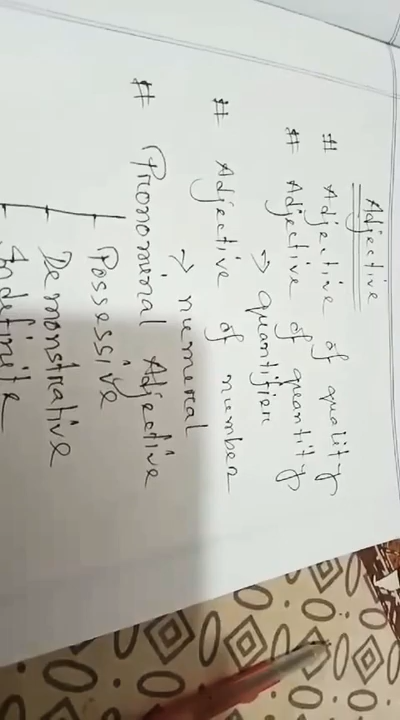 Adjective
# Adjective of quality
# Adjective of quantity
→ quantifier
# Adjective of number
→ numeral
# Pronominal Adjective
Possessive
Demonstrative
Indefinite